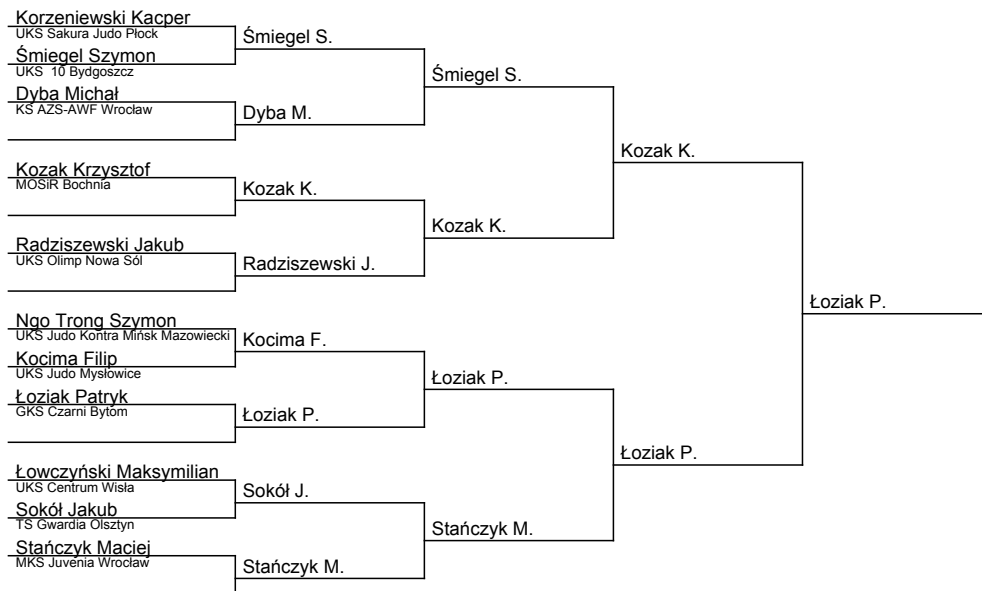 Korzeniewski Kacper
UKS Sakura Judo Płock
Śmiegel Szymon
UKS 10 Bydgoszcz
Dyba Michał
KS AZS-AWF Wrocław
Kozak Krzysztof
MOSiR Bochnia
Radziszewski Jakub
UKS Olimp Nowa Sól
Ngo Trong Szymon
UKS Judo Kontra Mińsk Mazowiecki
Kocima Filip
UKS Judo Mysłowice
Łoziak Patryk
GKS Czarni Bytom
Łowczyński Maksymilian
UKS Centrum Wisła
Sokół Jakub
TS Gwardia Olsztyn
Stańczyk Maciej
MKS Juvenia Wrocław
Śmiegel S.
Dyba M.
Kozak K.
Radziszewski J.
Kocima F.
Łoziak P.
Sokół J.
Stańczyk M.
Śmiegel S.
Kozak K.
Łoziak P.
Stańczyk M.
Kozak K.
Łoziak P.
Łoziak P.